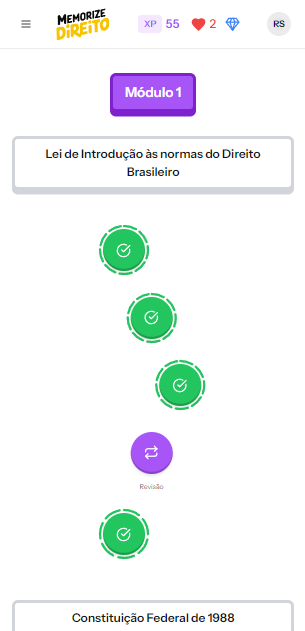 MEMORIZE
DIREITO
XP 55
2
RS
Módulo 1
Lei de Introdução às normas do Direito
Brasileiro
Revisão
Constituição Federal de 1988